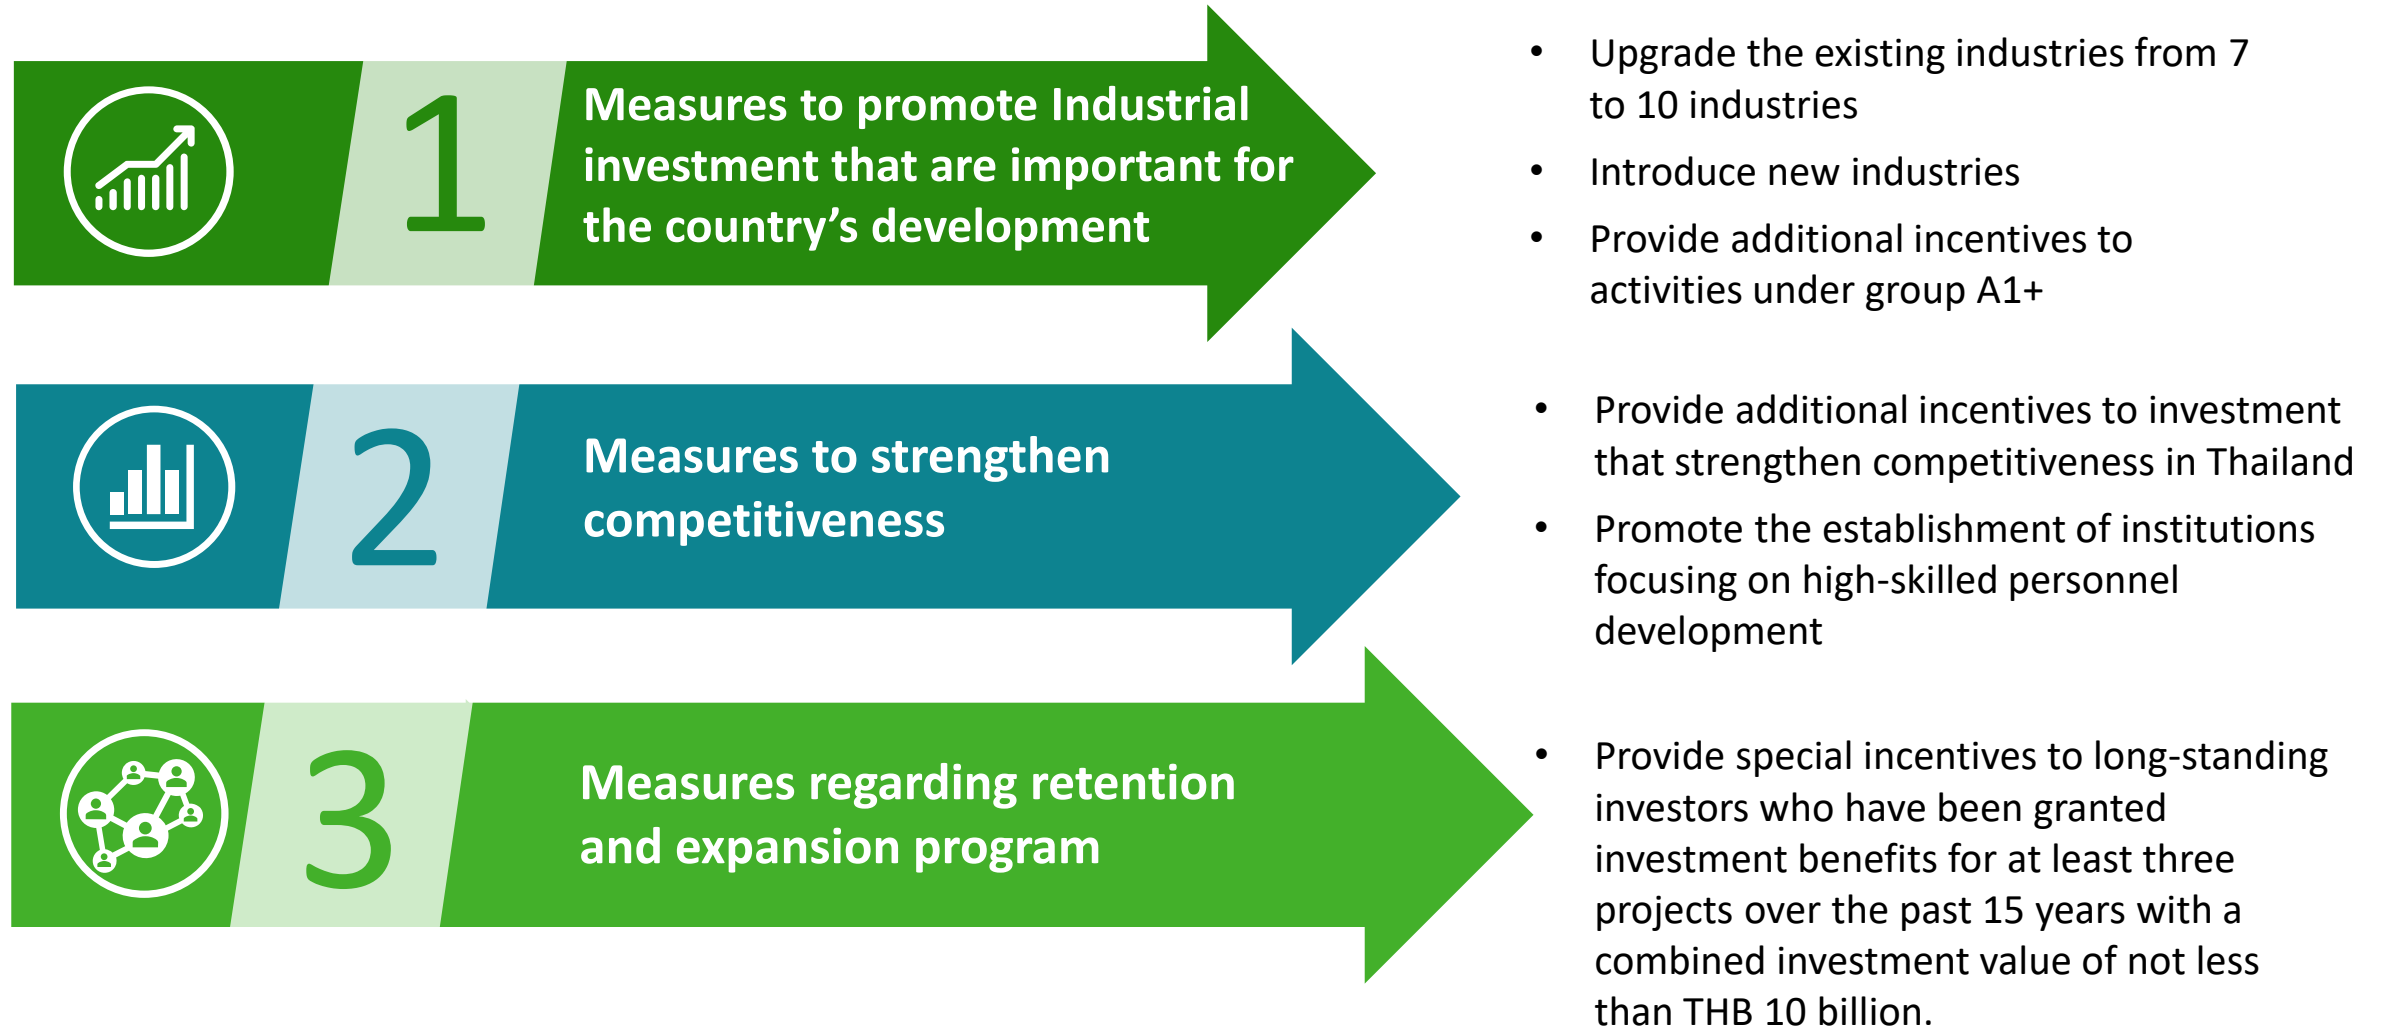 1
Measures to promote Industrial
investment that are important for
the country’s development
• Upgrade the existing industries from 7
to 10 industries
• Introduce new industries
• Provide additional incentives to
activities under group A1+
2
Measures to strengthen
competitiveness
• Provide additional incentives to investment
that strengthen competitiveness in Thailand
• Promote the establishment of institutions
focusing on high-skilled personnel
development
3
Measures regarding retention
and expansion program
• Provide special incentives to long-standing
investors who have been granted
investment benefits for at least three
projects over the past 15 years with a
combined investment value of not less
than THB 10 billion.